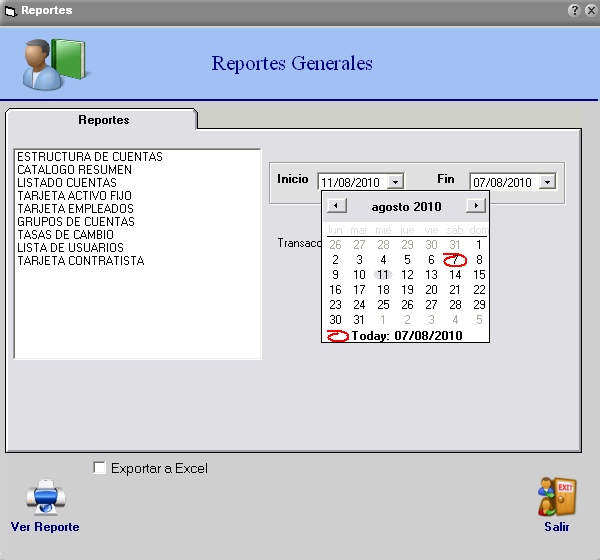 Reportes
Reportes Generales
Reportes
ESTRUCTURA DE CUENTAS
CATALOGO RESUMEN
LISTADO CUENTAS
TARJETA ACTIVO FIJO
TARJETA EMPLEADOS
GRUPOS DE CUENTAS
TASAS DE CAMBIO
LISTA DE USUARIOS
TARJETA CONTRATISTA
Inicio 11/08/2010 Fin 07/08/2010
Transacc
agosto 2010
lun mar mié jue vie sáb dom
26 27 28 29 30 31 1
2 3 4 5 6 7 8
9 10 11 12 13 14 15
16 17 18 19 20 21 22
23 24 25 26 27 28 29
30 31 1 2 3 4 5
Today: 07/08/2010
Exportar a Excel
Ver Reporte
EXIT
Salir